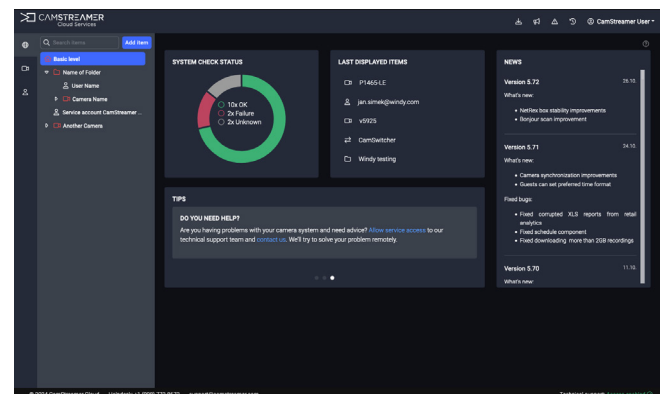 CAMSTREAMER
Cloud Services
CamStreamer User
Search Items
Add item
Basic level
Name of Folder
User Name
Camera Name
Service account CamStreamer ...
Another Camera
SYSTEM CHECK STATUS
10x OK
2x Failure
2x Unknown
LAST DISPLAYED ITEMS
P1465-LE
jan.simek@windy.com
v5925
CamSwitcher
Windy testing
NEWS
Version 5.72 26.10.
What's new:
• NetRex box stability improvements
• Bonjour scan improvement
Version 5.71 24.10.
What's new:
• Camera synchronization improvements
• Guests can set preferred time format
Fixed bugs:
• Fixed corrupted XLS reports from retail
analytics
• Fixed schedule component
• Fixed downloading more than 2GB recordings
Version 5.70 11.10.
What's new:
TIPS
DO YOU NEED HELP?
Are you having problems with your camera system and need advice? Allow service access to our
technical support team and contact us. We'll try to solve your problem remotely.